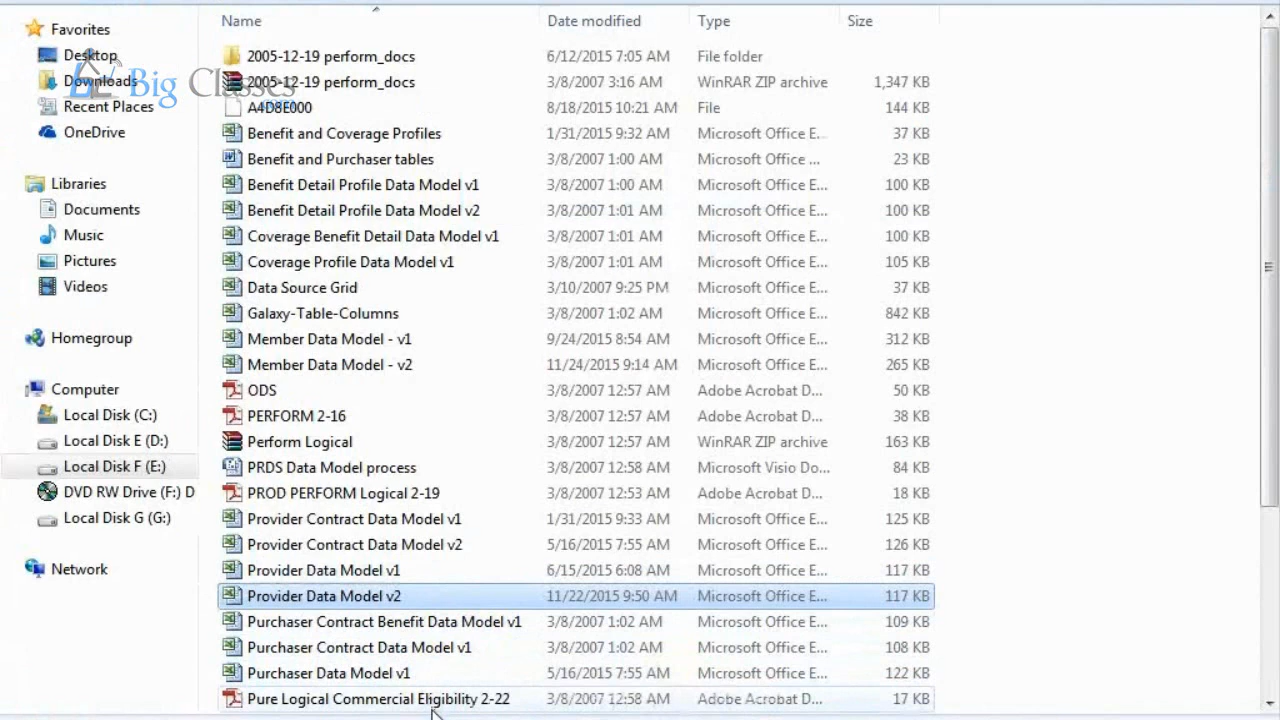 Name Date modified Type Size
Favorites
Desktop
Downloads
Recent Places
OneDrive
Libraries
Documents
Music
Pictures
Videos
Homegroup
Computer
Local Disk (C:)
Local Disk E (D:)
Local Disk F (E:)
DVD RW Drive (F:) D
Local Disk G (G:)
Network
Big Classes
.com
2005-12-19 perform_docs 6/12/2015 7:05 AM File folder
2005-12-19 perform_docs 3/8/2007 3:16 AM WinRAR ZIP archive 1,347 KB
A4D8E000 8/18/2015 10:21 AM File 144 KB
Benefit and Coverage Profiles 1/31/2015 9:32 AM Microsoft Office E... 37 KB
Benefit and Purchaser tables 3/8/2007 1:00 AM Microsoft Office ... 23 KB
Benefit Detail Profile Data Model v1 3/8/2007 1:00 AM Microsoft Office E... 100 KB
Benefit Detail Profile Data Model v2 3/8/2007 1:01 AM Microsoft Office E... 100 KB
Coverage Benefit Detail Data Model v1 3/8/2007 1:01 AM Microsoft Office E... 100 KB
Coverage Profile Data Model v1 3/8/2007 1:01 AM Microsoft Office E... 105 KB
Data Source Grid 3/10/2007 9:25 PM Microsoft Office E... 37 KB
Galaxy-Table-Columns 3/8/2007 1:02 AM Microsoft Office E... 842 KB
Member Data Model - v1 9/24/2015 8:54 AM Microsoft Office E... 312 KB
Member Data Model - v2 11/24/2015 9:14 AM Microsoft Office E... 265 KB
ODS 3/8/2007 12:57 AM Adobe Acrobat D... 50 KB
PERFORM 2-16 3/8/2007 12:57 AM Adobe Acrobat D... 38 KB
Perform Logical 3/8/2007 12:57 AM WinRAR ZIP archive 163 KB
PRDS Data Model process 3/8/2007 12:58 AM Microsoft Visio Do... 84 KB
PROD PERFORM Logical 2-19 3/8/2007 12:53 AM Adobe Acrobat D... 18 KB
Provider Contract Data Model v1 1/31/2015 9:33 AM Microsoft Office E... 125 KB
Provider Contract Data Model v2 5/16/2015 7:55 AM Microsoft Office E... 126 KB
Provider Data Model v1 6/15/2015 6:08 AM Microsoft Office E... 117 KB
Provider Data Model v2 11/22/2015 9:50 AM Microsoft Office E... 117 KB
Purchaser Contract Benefit Data Model v1 3/8/2007 1:02 AM Microsoft Office E... 109 KB
Purchaser Contract Data Model v1 3/8/2007 1:02 AM Microsoft Office E... 108 KB
Purchaser Data Model v1 5/16/2015 7:55 AM Microsoft Office E... 122 KB
Pure Logical Commercial Eligibility 2-22 3/8/2007 12:58 AM Adobe Acrobat D... 17 KB